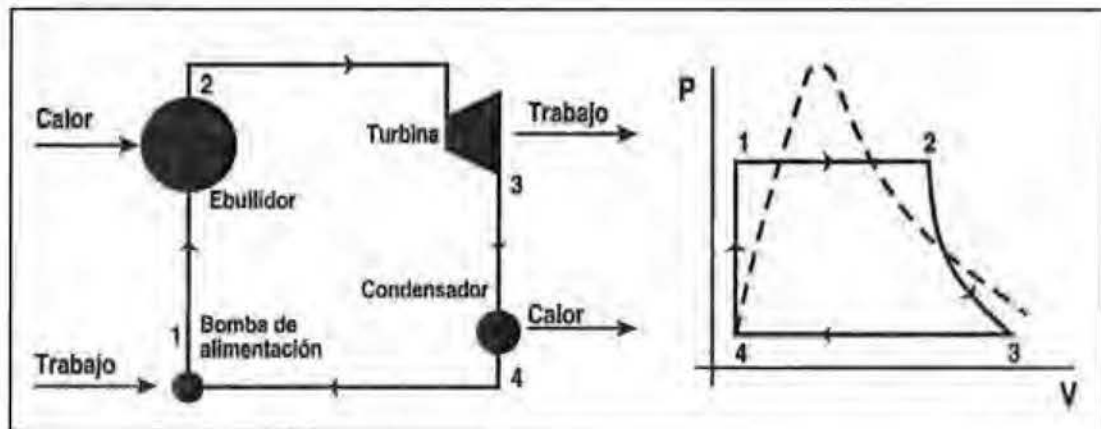 2
Calor
Ebullidor
Turbina
Trabajo
3
Condensador
Calor
1
Bomba de
alimentación
Trabajo
4
P
1
2
4
3
V